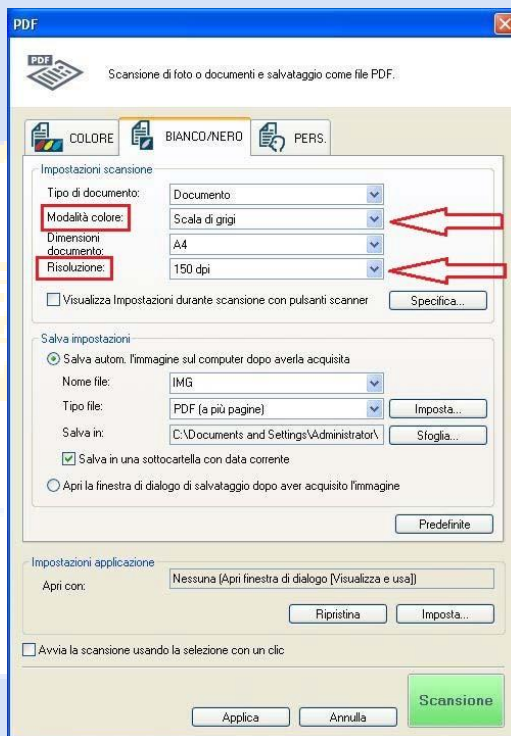 PDF
PDF
Scansione di foto o documenti e salvataggio come file PDF.
COLORE BIANCO/NERO PERS.
Impostazioni scansione
Tipo di documento: Documento
Modalità colore: Scala di grigi
Dimensioni documento: A4
Risoluzione: 150 dpi
Visualizza Impostazioni durante scansione con pulsanti scanner Specifica...
Salva impostazioni
Salva autom. l'immagine sul computer dopo averla acquisita
Nome file: IMG
Tipo file: PDF (a più pagine) Imposta...
Salva in: C:\Documents and Settings\Administrator\ Sfoglia...
Salva in una sottocartella con data corrente
Apri la finestra di dialogo di salvataggio dopo aver acquisito l'immagine
Predefinite
Impostazioni applicazione
Apri con: Nessuna (Apri finestra di dialogo [Visualizza e usa])
Ripristina Imposta...
Avvia la scansione usando la selezione con un clic
Applica Annulla Scansione